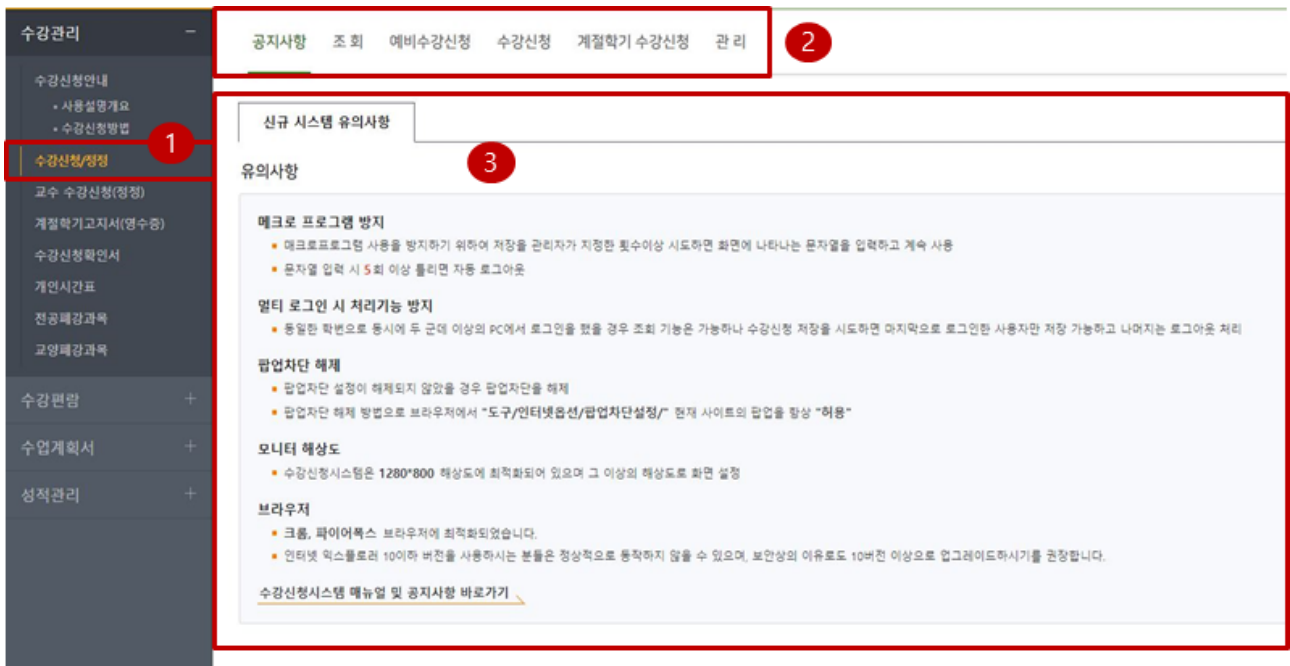 수강관리 −
수강신청안내
• 사용설명개요
• 수강신청방법
1
수강신청/정정
교수 수강신청(정정)
계절학기고지서(영수증)
수강신청확인서
개인시간표
전공폐강과목
교양폐강과목
수강편람 +
수업계획서 +
성적관리 +
공지사항 조 회 예비수강신청 수강신청 계절학기 수강신청 관 리
2
신규 시스템 유의사항
3
유의사항
메크로 프로그램 방지
▪ 매크로프로그램 사용을 방지하기 위하여 저장을 관리자가 지정한 횟수이상 시도하면 화면에 나타나는 문자열을 입력하고 계속 사용
▪ 문자열 입력 시 5회 이상 틀리면 자동 로그아웃
멀티 로그인 시 처리기능 방지
▪ 동일한 학번으로 동시에 두 군데 이상의 PC에서 로그인을 했을 경우 조회 기능은 가능하나 수강신청 저장을 시도하면 마지막으로 로그인한 사용자만 저장 가능하고 나머지는 로그아웃 처리
팝업차단 해제
▪ 팝업차단 설정이 해제되지 않았을 경우 팝업차단을 해제
▪ 팝업차단 해제 방법으로 브라우저에서 "도구/인터넷옵션/팝업차단설정/" 현재 사이트의 팝업을 항상 "허용"
모니터 해상도
▪ 수강신청시스템은 1280*800 해상도에 최적화되어 있으며 그 이상의 해상도로 화면 설정
브라우저
▪ 크롬, 파이어폭스 브라우저에 최적화되었습니다.
▪ 인터넷 익스플로러 10이하 버전을 사용하시는 분들은 정상적으로 동작하지 않을 수 있으며, 보안상의 이유로도 10버전 이상으로 업그레이드하시기를 권장합니다.
수강신청시스템 매뉴얼 및 공지사항 바로가기